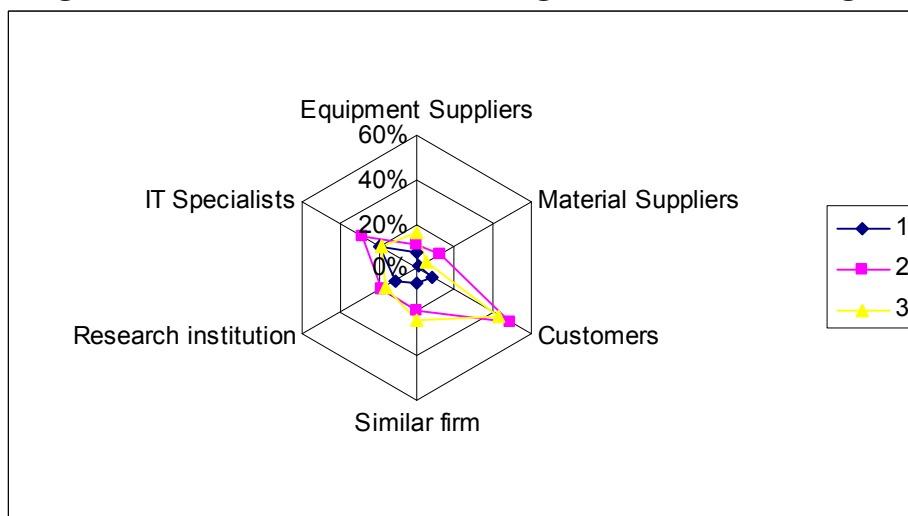 Equipment Suppliers
60%
40%
20%
0%
IT Specialists
Material Suppliers
Research institution
Customers
Similar firm
1
2
3